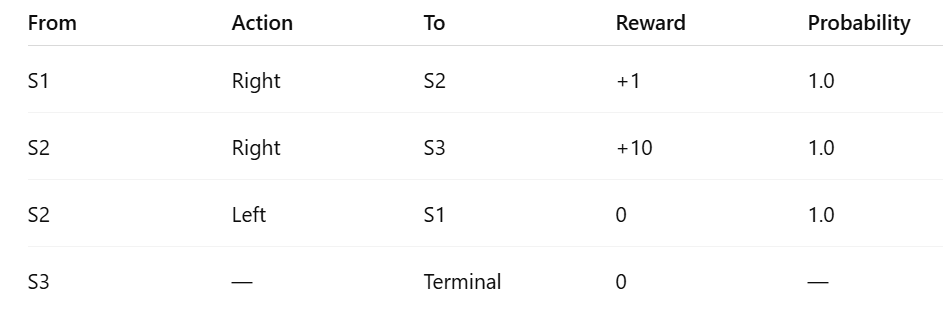 From Action To Reward Probability
S1 Right S2 +1 1.0
S2 Right S3 +10 1.0
S2 Left S1 0 1.0
S3 — Terminal 0 —